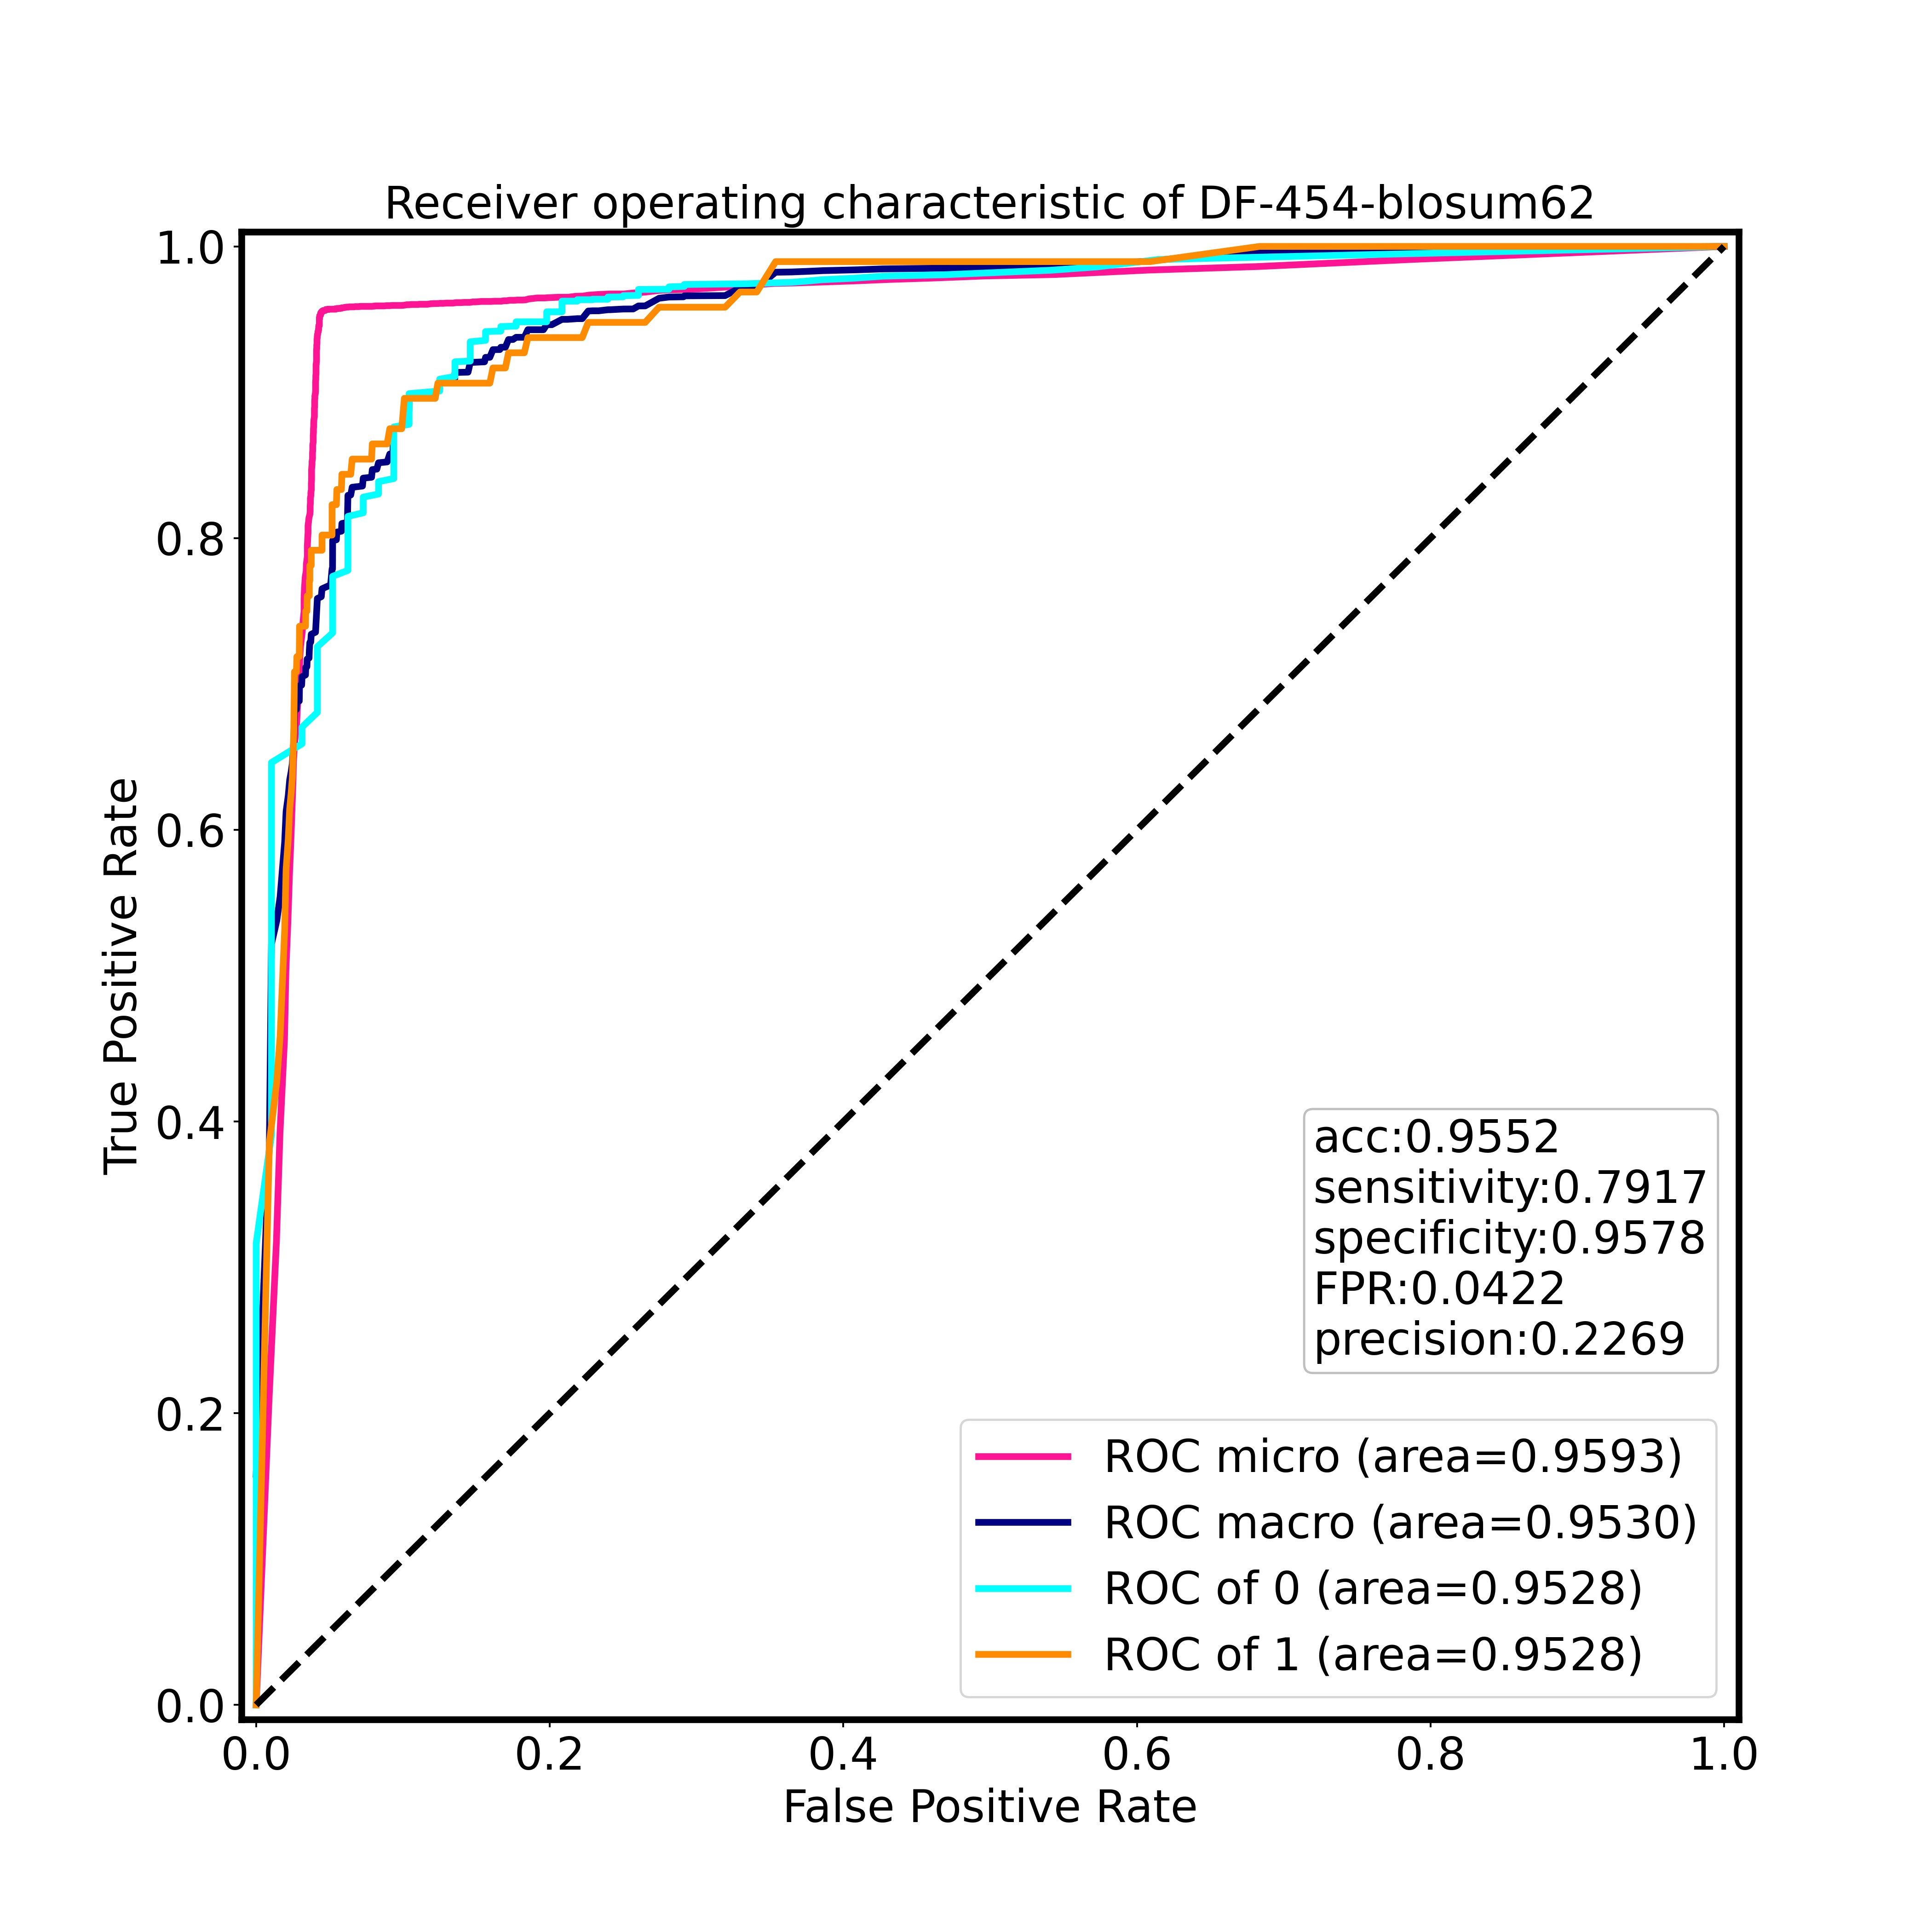 Receiver operating characteristic of DF-454-blosum62
1.0
0.8
0.6
0.4
0.2
0.0
True Positive Rate
acc:0.9552
sensitivity:0.7917
specificity:0.9578
FPR:0.0422
precision:0.2269
ROC micro (area=0.9593)
ROC macro (area=0.9530)
ROC of 0 (area=0.9528)
ROC of 1 (area=0.9528)
0.0 0.2 0.4 0.6 0.8 1.0
False Positive Rate